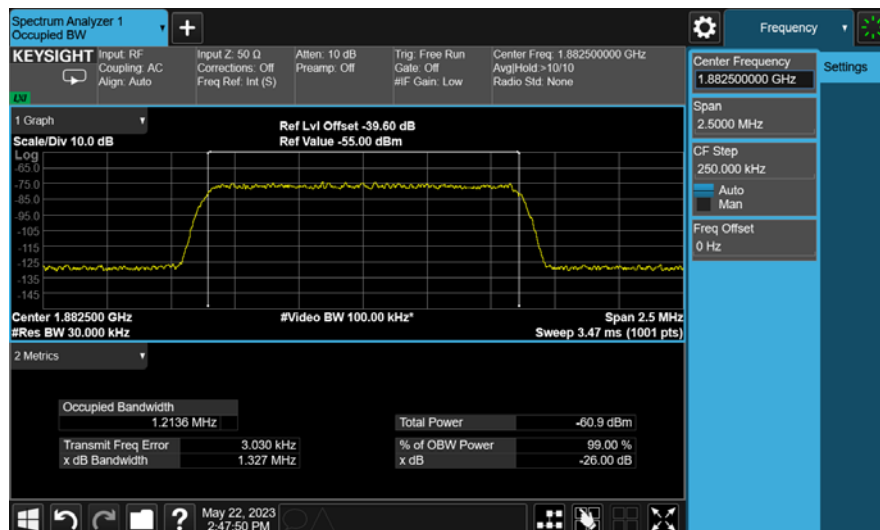 Spectrum Analyzer 1
Occupied BW
+
Frequency
KEYSIGHT
LXI
Input: RF
Coupling: AC
Align: Auto
Input Z: 50 Ω
Corrections: Off
Freq Ref: Int (S)
Atten: 10 dB
Preamp: Off
Trig: Free Run
Gate: Off
#IF Gain: Low
Center Freq: 1.882500000 GHz
Avg|Hold:>10/10
Radio Std: None
Center Frequency
1.882500000 GHz
Settings
Span
2.5000 MHz
CF Step
250.000 kHz
Auto
Man
Freq Offset
0 Hz
1 Graph
Scale/Div 10.0 dB
Ref Lvl Offset -39.60 dB
Ref Value -55.00 dBm
Log
-65.0
-75.0
-85.0
-95.0
-105
-115
-125
-135
-145
Center 1.882500 GHz
#Video BW 100.00 kHz*
Span 2.5 MHz
#Res BW 30.000 kHz
Sweep 3.47 ms (1001 pts)
2 Metrics
Occupied Bandwidth
1.2136 MHz
Total Power -60.9 dBm
Transmit Freq Error 3.030 kHz
% of OBW Power 99.00 %
x dB Bandwidth 1.327 MHz
x dB -26.00 dB
?
May 22, 2023
2:47:50 PM